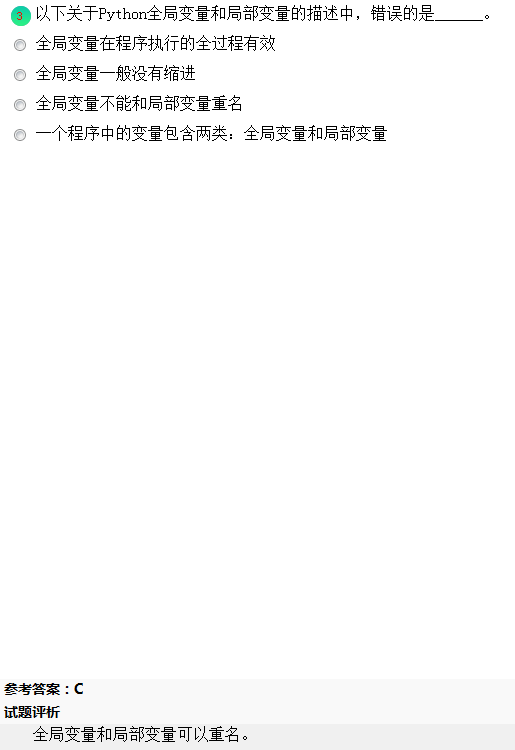 3 以下关于Python全局变量和局部变量的描述中，错误的是______。
全局变量在程序执行的全过程有效
全局变量一般没有缩进
全局变量不能和局部变量重名
一个程序中的变量包含两类：全局变量和局部变量
参考答案：C
试题评析
全局变量和局部变量可以重名。